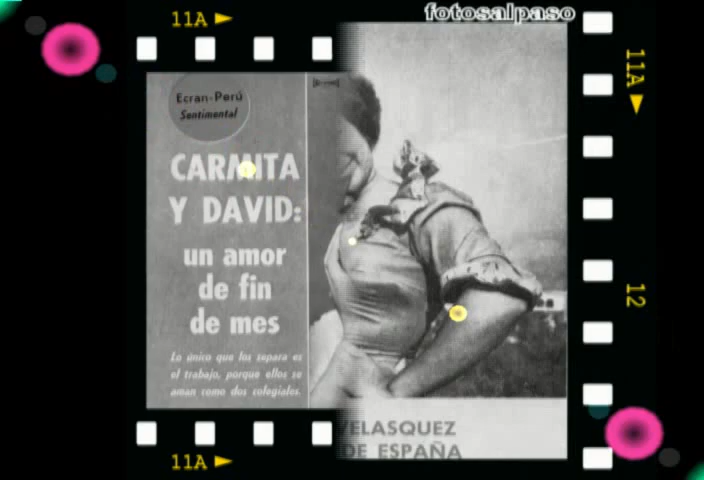 11A
fotosalpaso
Ecran-Perú
Sentimental
CARMITA
Y DAVID:
un amor
de fin
de mes
Lo único que los separa es
el trabajo, porque ellos se
aman como dos colegiales.
11A
12
VELASQUEZ
DE ESPAÑA
11A